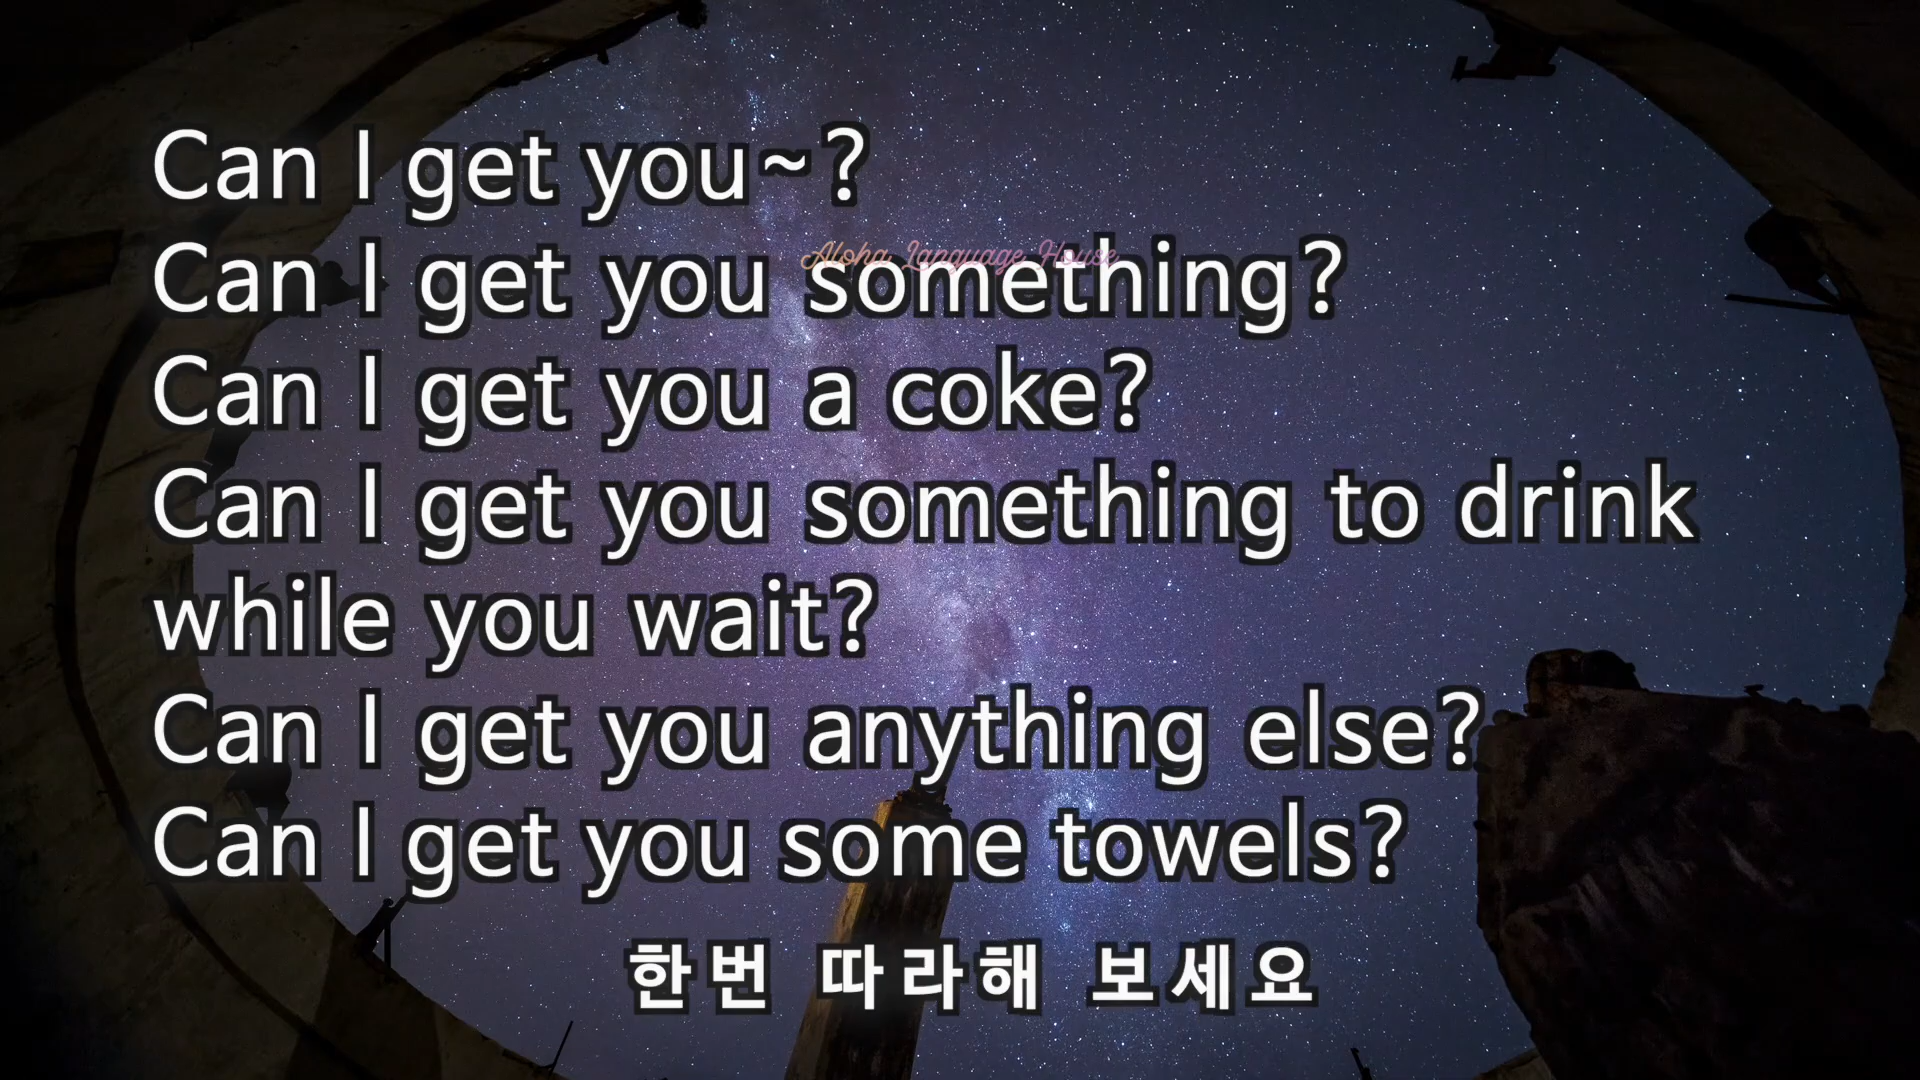 Can I get you~?
Aloha Language House
Can I get you something?
Can I get you a coke?
Can I get you something to drink
while you wait?
Can I get you anything else?
Can I get you some towels?
한번 따라해 보세요